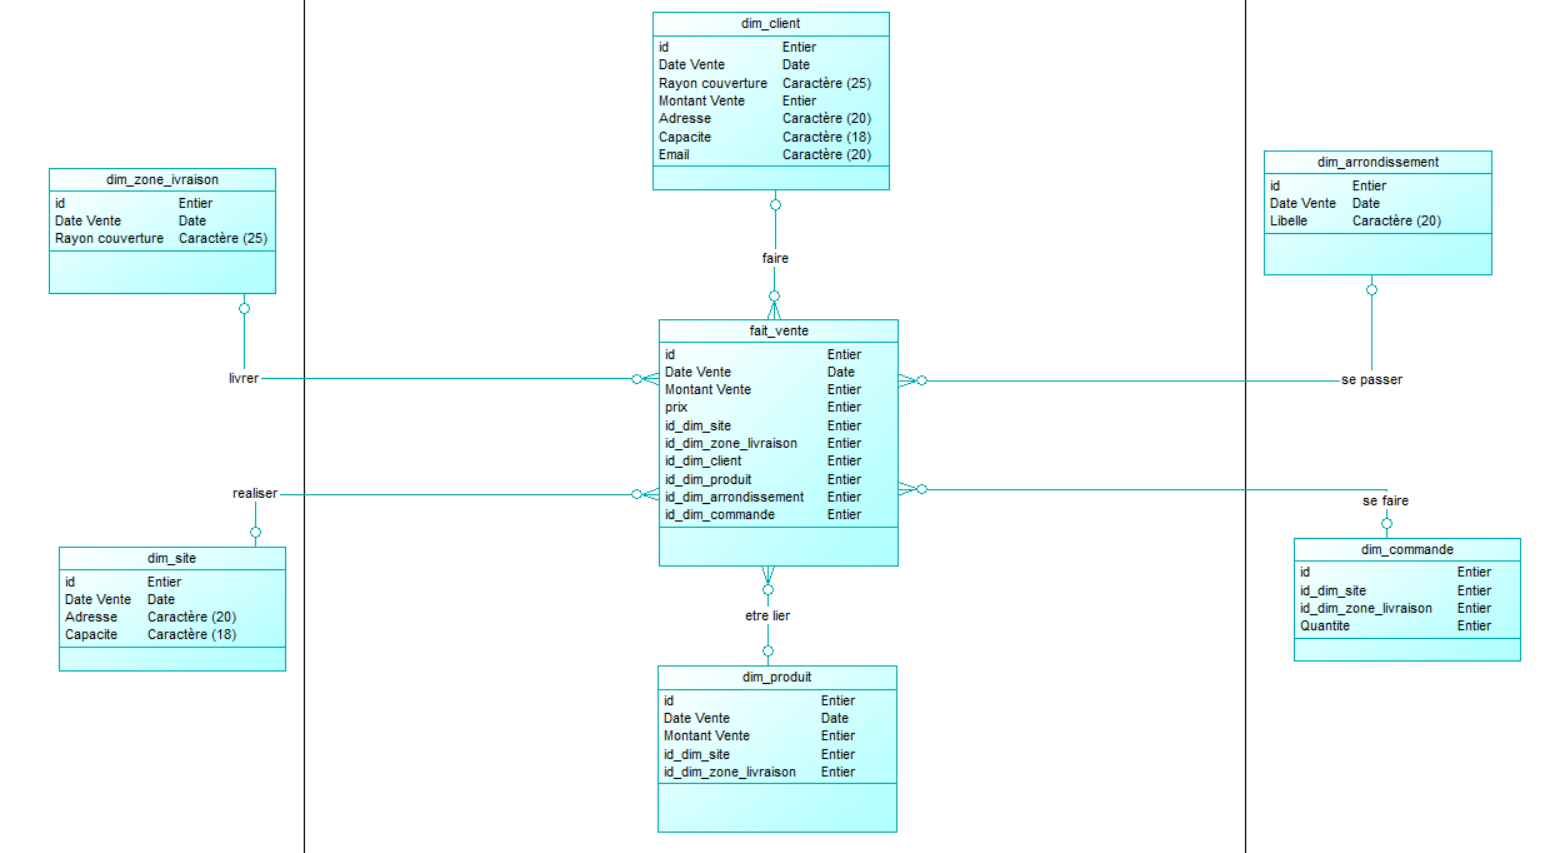 dim_client
id Entier
Date Vente Date
Rayon couverture Caractère (25)
Montant Vente Entier
Adresse Caractère (20)
Capacite Caractère (18)
Email Caractère (20)
faire
dim_zone_ivraison
id Entier
Date Vente Date
Rayon couverture Caractère (25)
livrer
dim_arrondissement
id Entier
Date Vente Date
Libelle Caractère (20)
se passer
fait_vente
id Entier
Date Vente Date
Montant Vente Entier
prix Entier
id_dim_site Entier
id_dim_zone_livraison Entier
id_dim_client Entier
id_dim_produit Entier
id_dim_arrondissement Entier
id_dim_commande Entier
realiser
dim_site
id Entier
Date Vente Date
Adresse Caractère (20)
Capacite Caractère (18)
se faire
dim_commande
id Entier
id_dim_site Entier
id_dim_zone_livraison Entier
Quantite Entier
etre lier
dim_produit
id Entier
Date Vente Date
Montant Vente Entier
id_dim_site Entier
id_dim_zone_livraison Entier